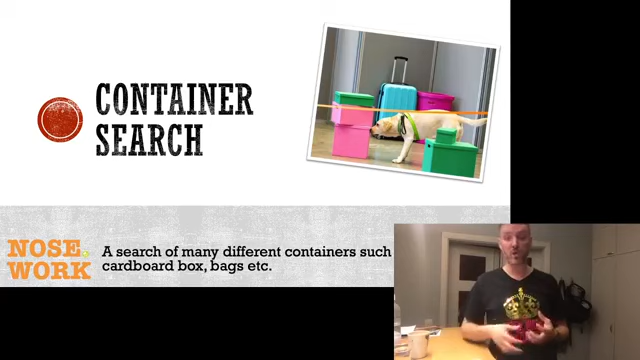 CONTAINER
SEARCH
NOSE
WORK
A search of many different containers such
cardboard box, bags etc.